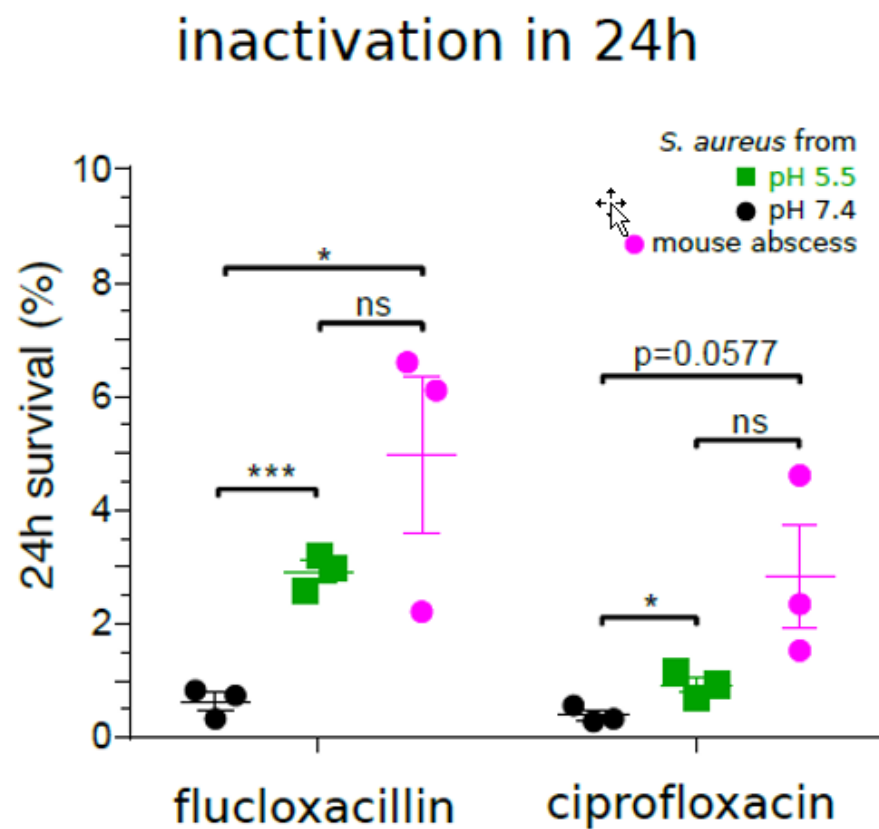 inactivation in 24h
S. aureus from
pH 5.5
pH 7.4
mouse abscess
10
8
6
4
2
0
24h survival (%)
*
ns
***
p=0.0577
ns
*
flucloxacillin
ciprofloxacin